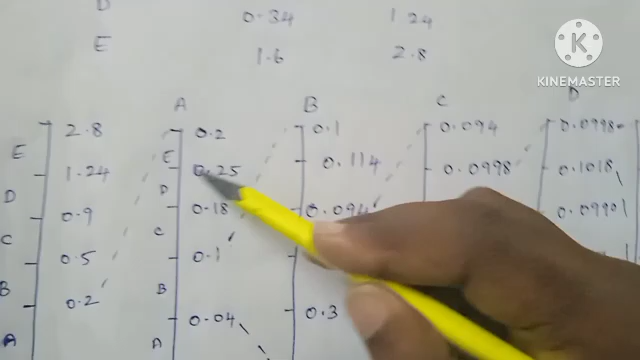 D 0.34 1.24
E 1.6 2.8
KINEMASTER
A B C D
2.8 0.2 0.1 0.094 0.0998
E E 0.114
1.24 0.25 0.0998 0.1018
D D
0.9 0.18 0.094 0.0990
C C
0.5 0.1
B B
0.2 0.04 0.3
A A